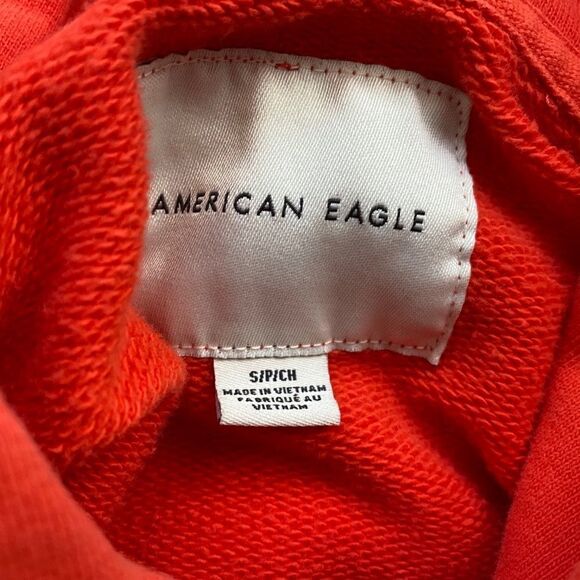 AMERICAN EAGLE
S/P/CH
MADE IN VIETNAM
FABRIQUÉ AU
VIETNAM